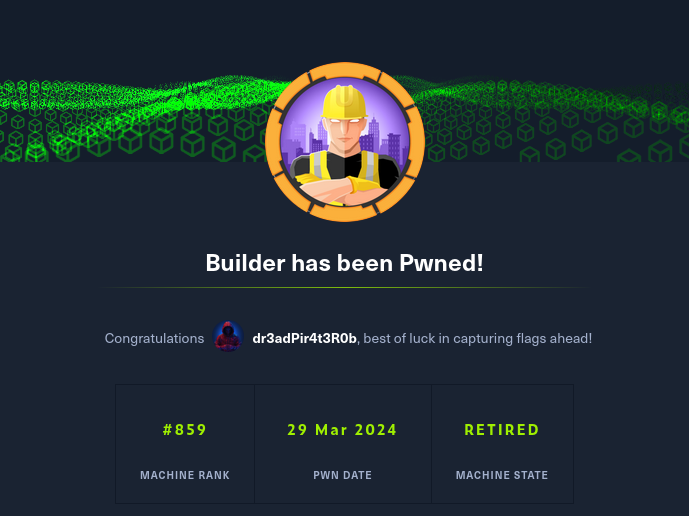 Builder has been Pwned!
Congratulations dr3adPir4t3R0b, best of luck in capturing flags ahead!
#859 29 Mar 2024 RETIRED
MACHINE RANK PWN DATE MACHINE STATE